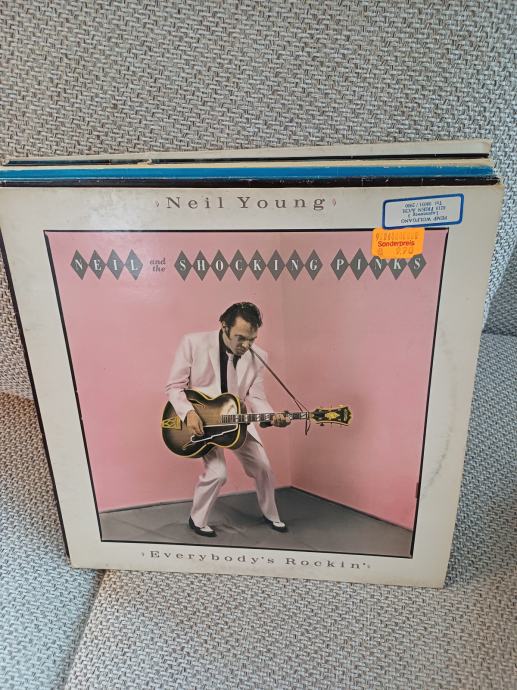 Neil Young
NEIL and the SHOCKING PINKS
Sonderpreis
Everybody's Rockin'